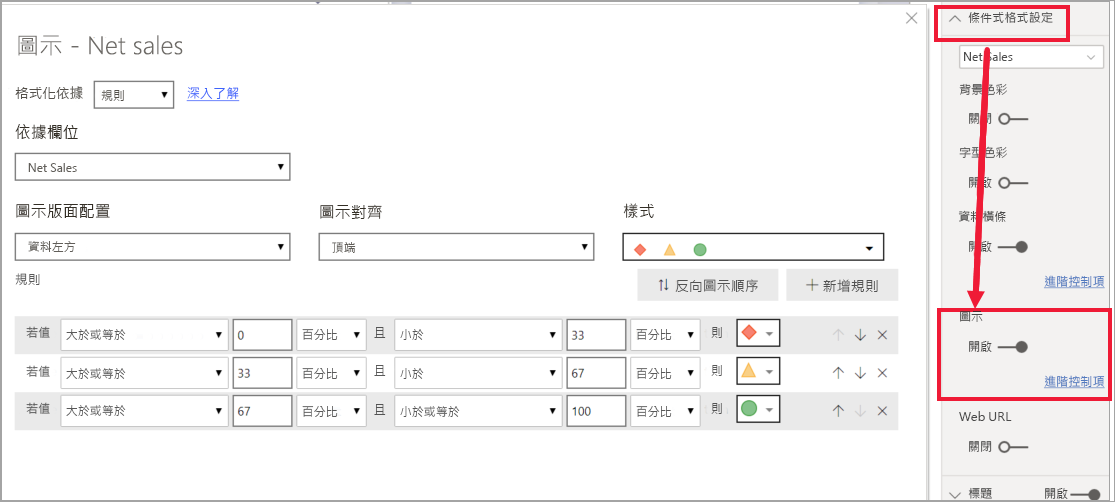 圖示 - Net sales
格式化依據 規則 深入了解
依據欄位
Net Sales
圖示版面配置 圖示對齊 樣式
資料左方 頂端
規則 反向圖示順序 新增規則
若值 大於或等於 0 百分比 且 小於 33 百分比 則
若值 大於或等於 33 百分比 且 小於 67 百分比 則
若值 大於或等於 67 百分比 且 小於或等於 100 百分比 則
條件式格式設定
Net Sales
背景色彩
關閉
字型色彩
開啟
資料橫條
開啟
進階控制項
圖示
開啟
進階控制項
Web URL
關閉
標題 開啟